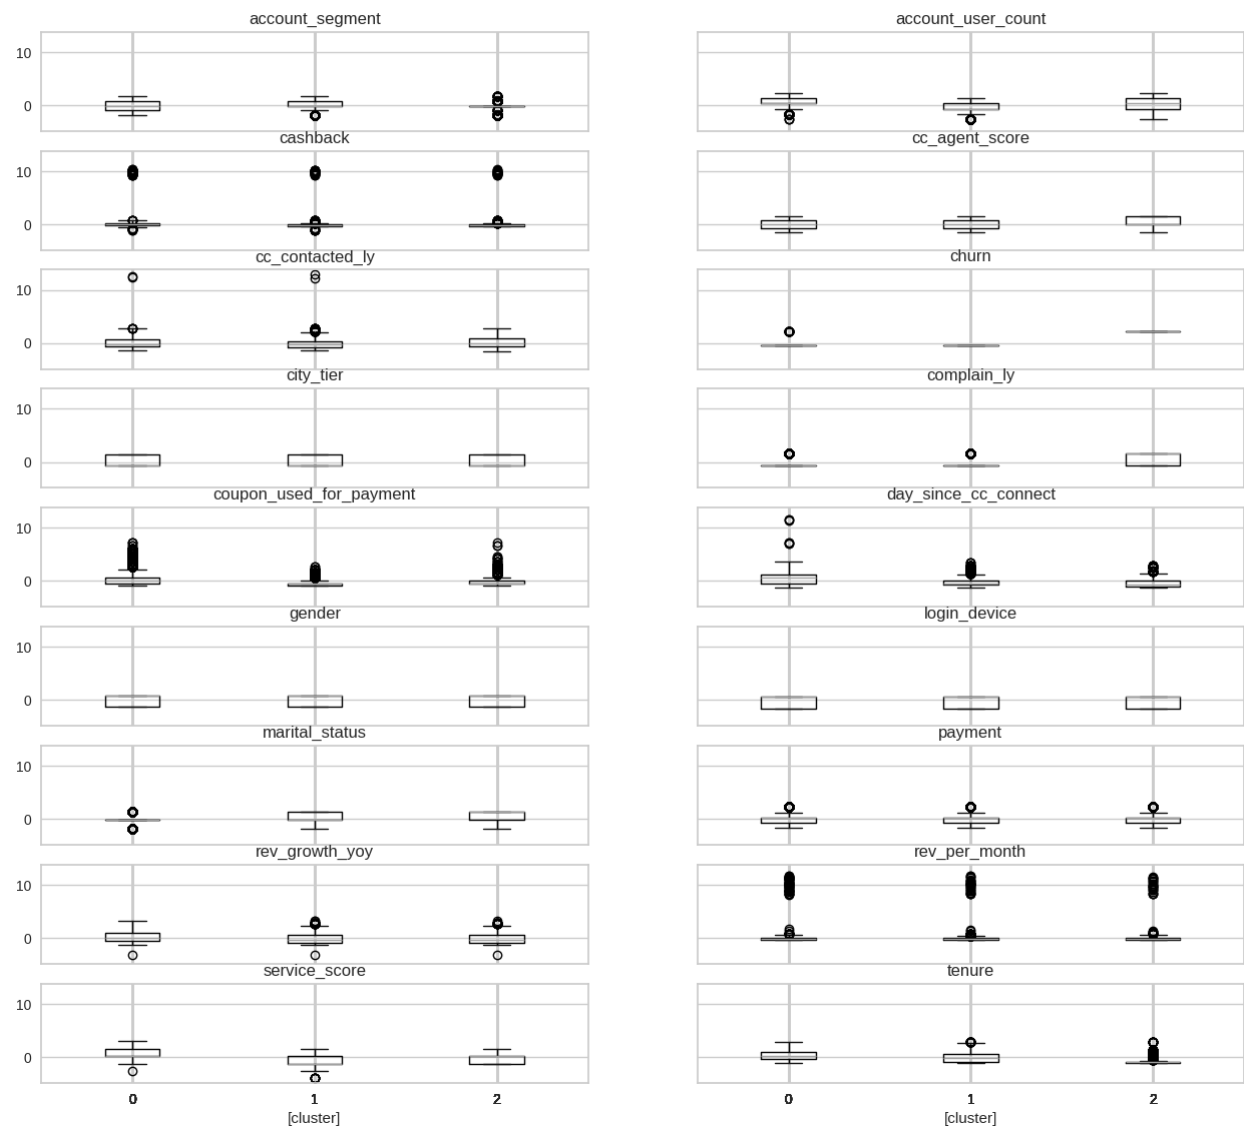 account_segment account_user_count
10
0
cashback cc_agent_score
10
0
cc_contacted_ly churn
10
0
city_tier complain_ly
10
0
coupon_used_for_payment day_since_cc_connect
10
0
gender login_device
10
0
marital_status payment
10
0
rev_growth_yoy rev_per_month
10
0
service_score tenure
10
0
0 1 2 0 1 2
[cluster] [cluster]